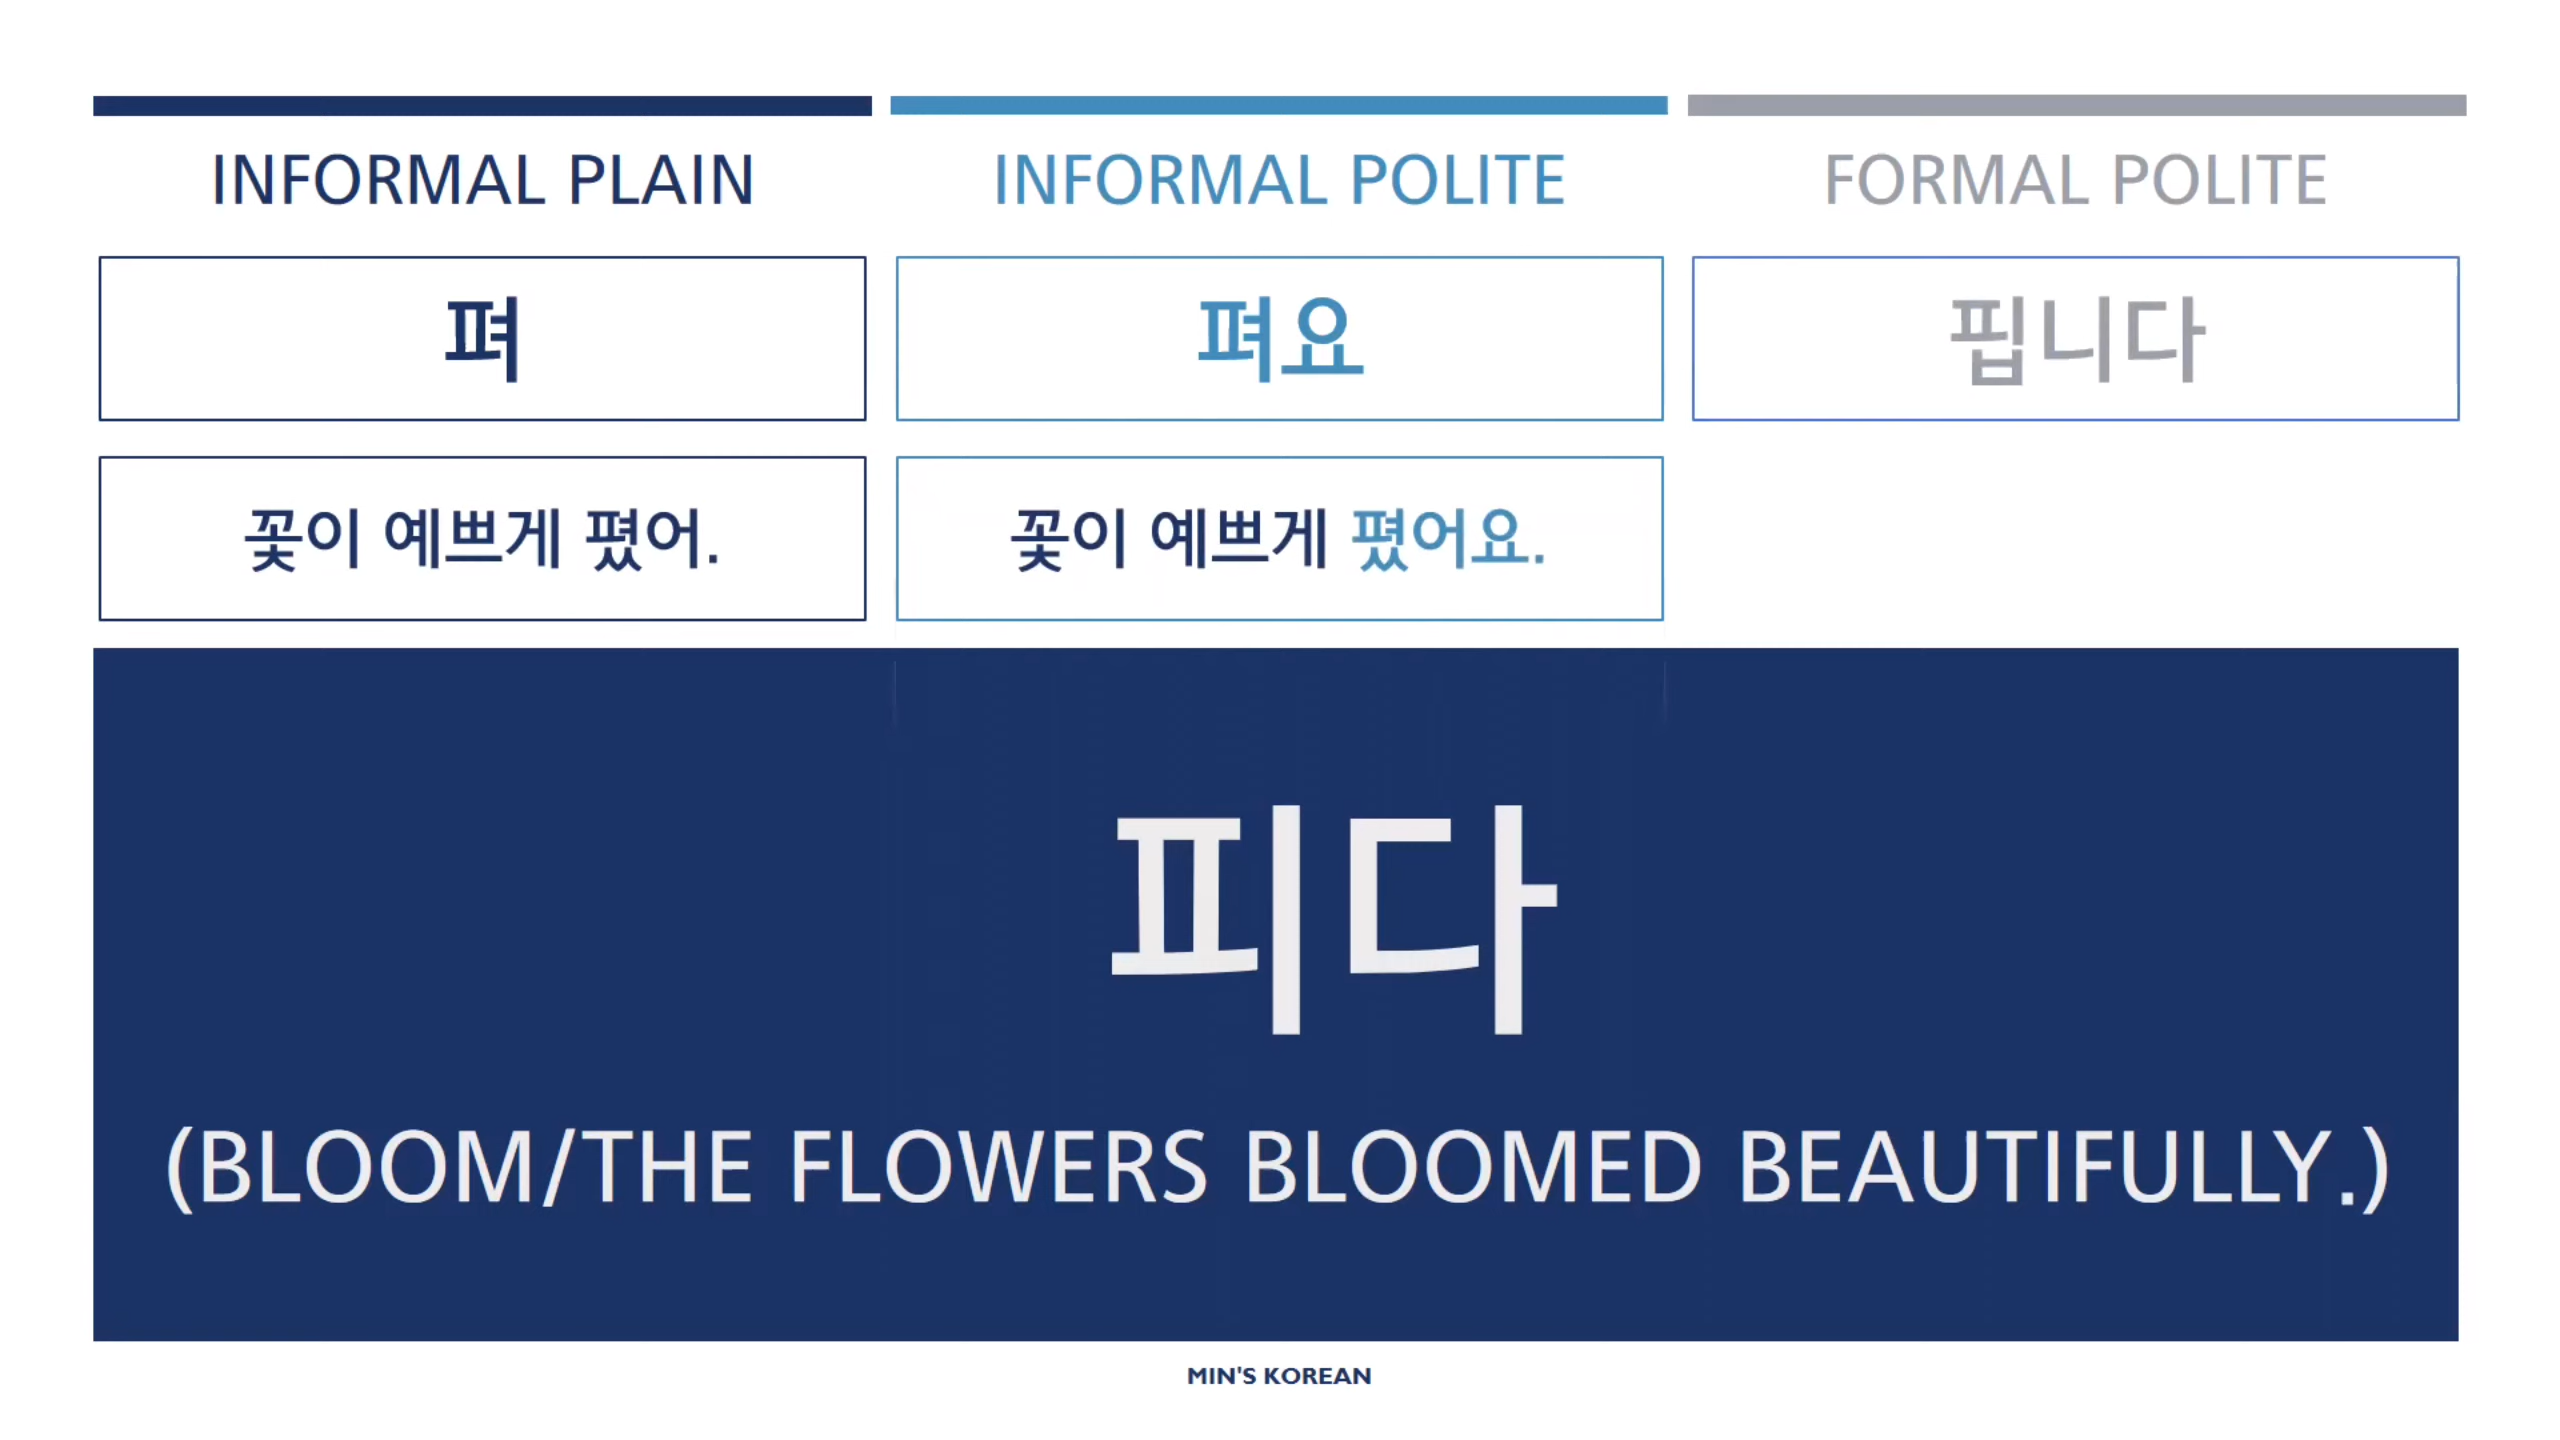 INFORMAL PLAIN
INFORMAL POLITE
FORMAL POLITE
펴
펴요
핍니다
꽃이 예쁘게 폈어.
꽃이 예쁘게 폈어요.
피다
(BLOOM/THE FLOWERS BLOOMED BEAUTIFULLY.)
MIN'S KOREAN